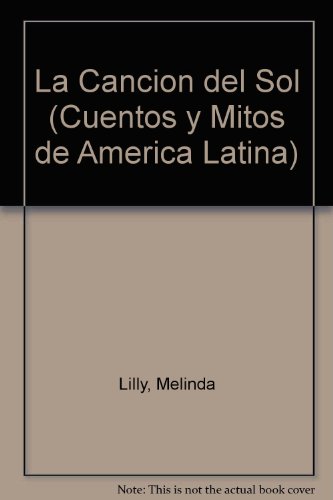 La Cancion del Sol
(Cuentos y Mitos
de America Latina)
Lilly, Melinda
Note: This is not the actual book cover